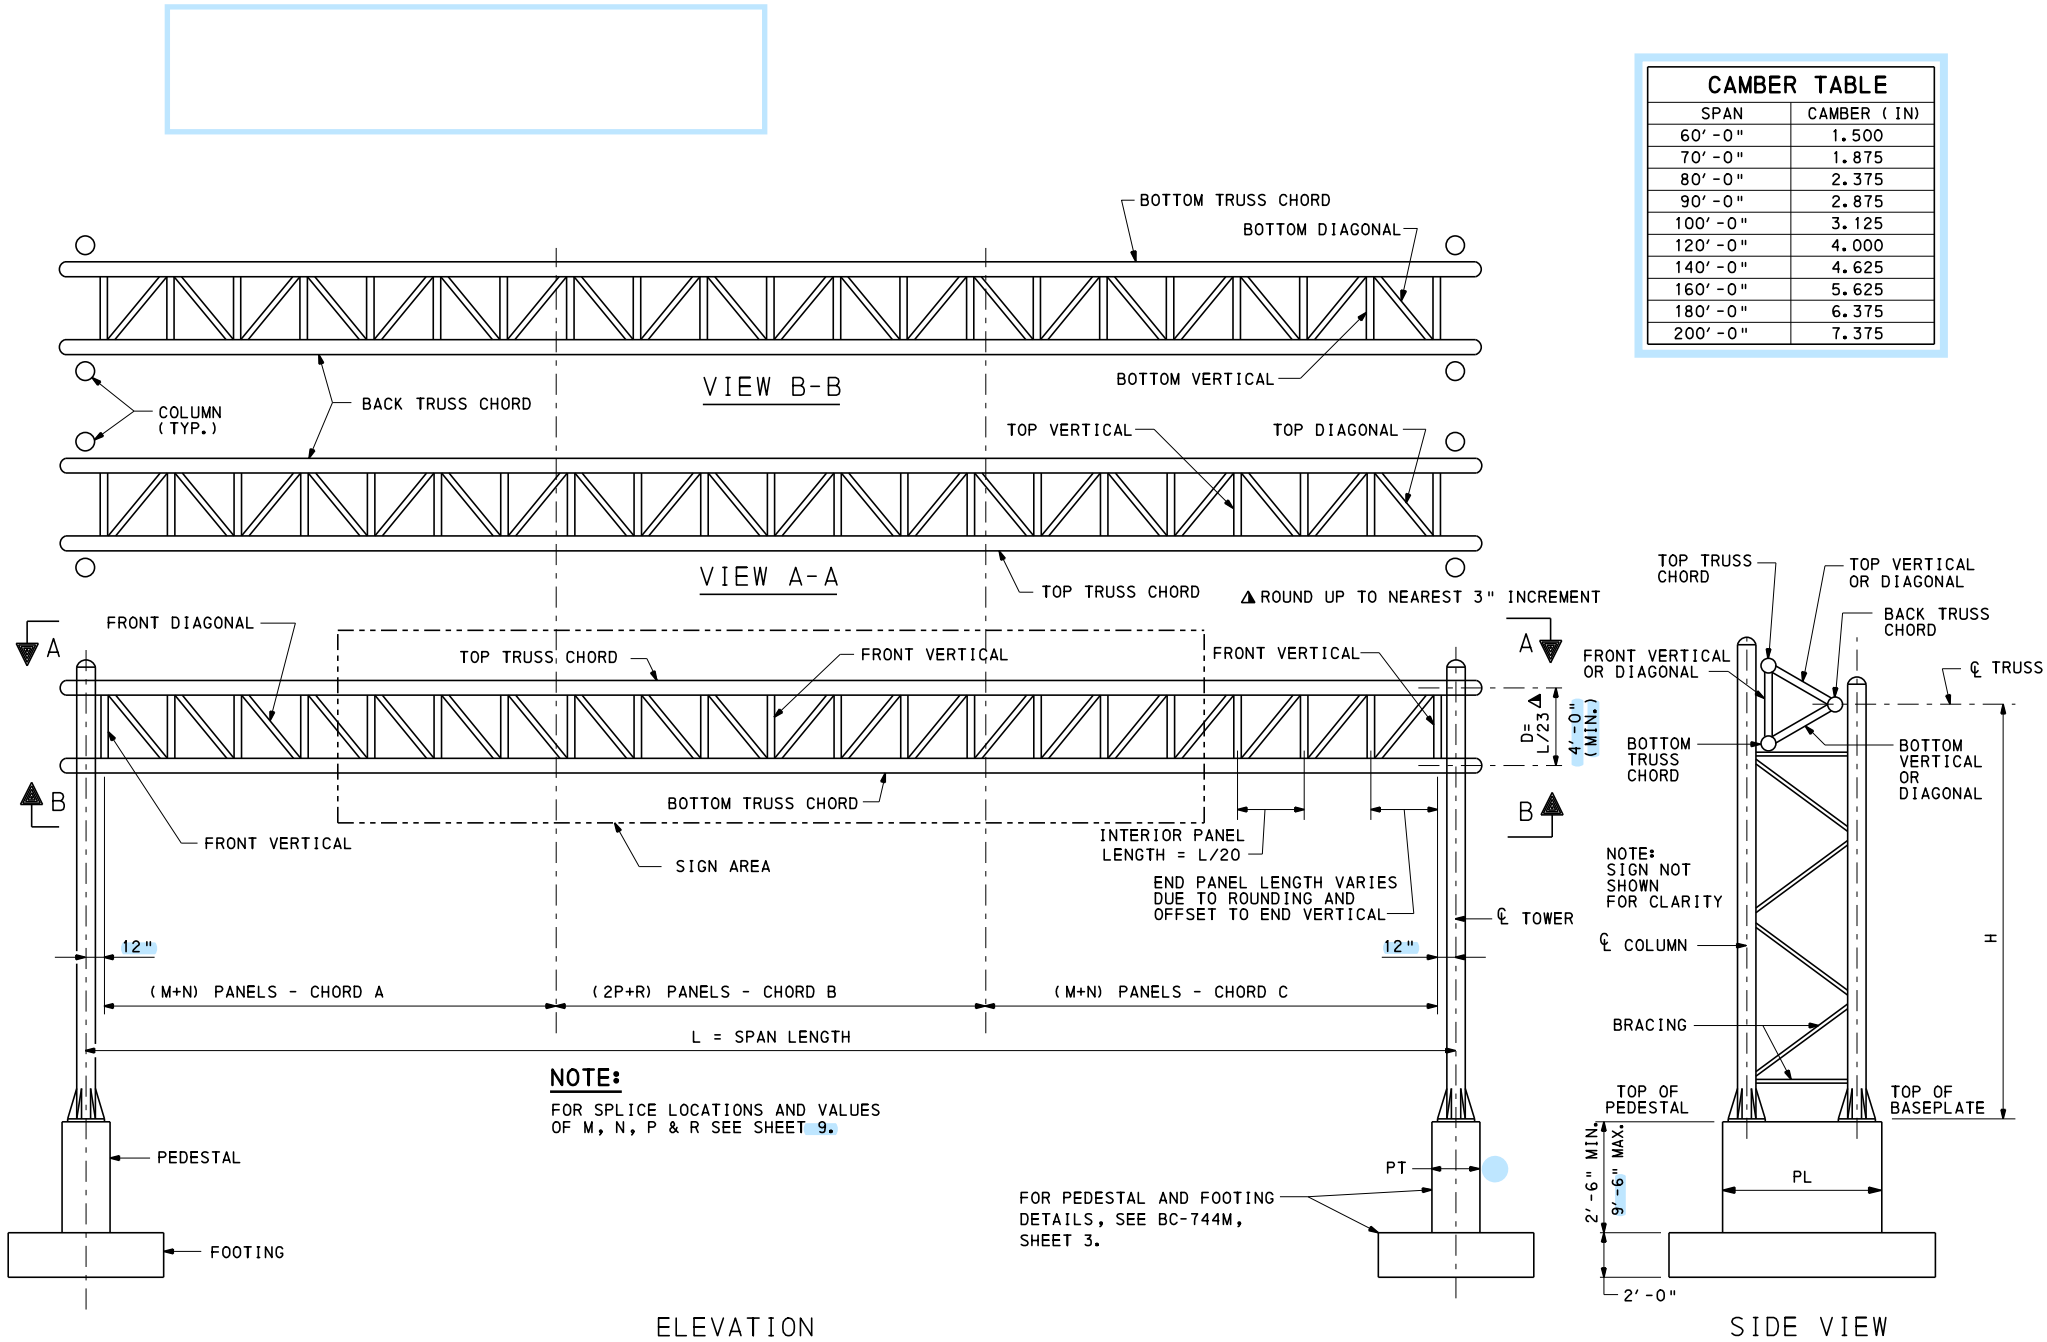 CAMBER TABLE
SPAN CAMBER (IN)
60'-0" 1.500
70'-0" 1.875
80'-0" 2.375
90'-0" 2.875
100'-0" 3.125
120'-0" 4.000
140'-0" 4.625
160'-0" 5.625
180'-0" 6.375
200'-0" 7.375
BOTTOM TRUSS CHORD
BOTTOM DIAGONAL
BOTTOM VERTICAL
VIEW B-B
BACK TRUSS CHORD
COLUMN
(TYP.)
TOP VERTICAL
TOP DIAGONAL
VIEW A-A
TOP TRUSS CHORD
ROUND UP TO NEAREST 3" INCREMENT
FRONT DIAGONAL
A
A
TOP TRUSS CHORD
FRONT VERTICAL
FRONT VERTICAL
D=
L/23
4'-0"
(MIN.)
B
B
BOTTOM TRUSS CHORD
FRONT VERTICAL
SIGN AREA
INTERIOR PANEL
LENGTH = L/20
END PANEL LENGTH VARIES
DUE TO ROUNDING AND
OFFSET TO END VERTICAL
℄ TOWER
12"
12"
(M+N) PANELS - CHORD A
(2P+R) PANELS - CHORD B
(M+N) PANELS - CHORD C
L = SPAN LENGTH
NOTE:
FOR SPLICE LOCATIONS AND VALUES
OF M, N, P & R SEE SHEET 9.
PEDESTAL
FOOTING
PT
FOR PEDESTAL AND FOOTING
DETAILS, SEE BC-744M,
SHEET 3.
ELEVATION
TOP TRUSS
CHORD
TOP VERTICAL
OR DIAGONAL
BACK TRUSS
CHORD
FRONT VERTICAL
OR DIAGONAL
℄ TRUSS
BOTTOM
TRUSS
CHORD
BOTTOM
VERTICAL
OR
DIAGONAL
NOTE:
SIGN NOT
SHOWN
FOR CLARITY
℄ COLUMN
H
BRACING
TOP OF
PEDESTAL
TOP OF
BASEPLATE
2'-6" MIN.
9'-6" MAX.
PL
2'-0"
SIDE VIEW